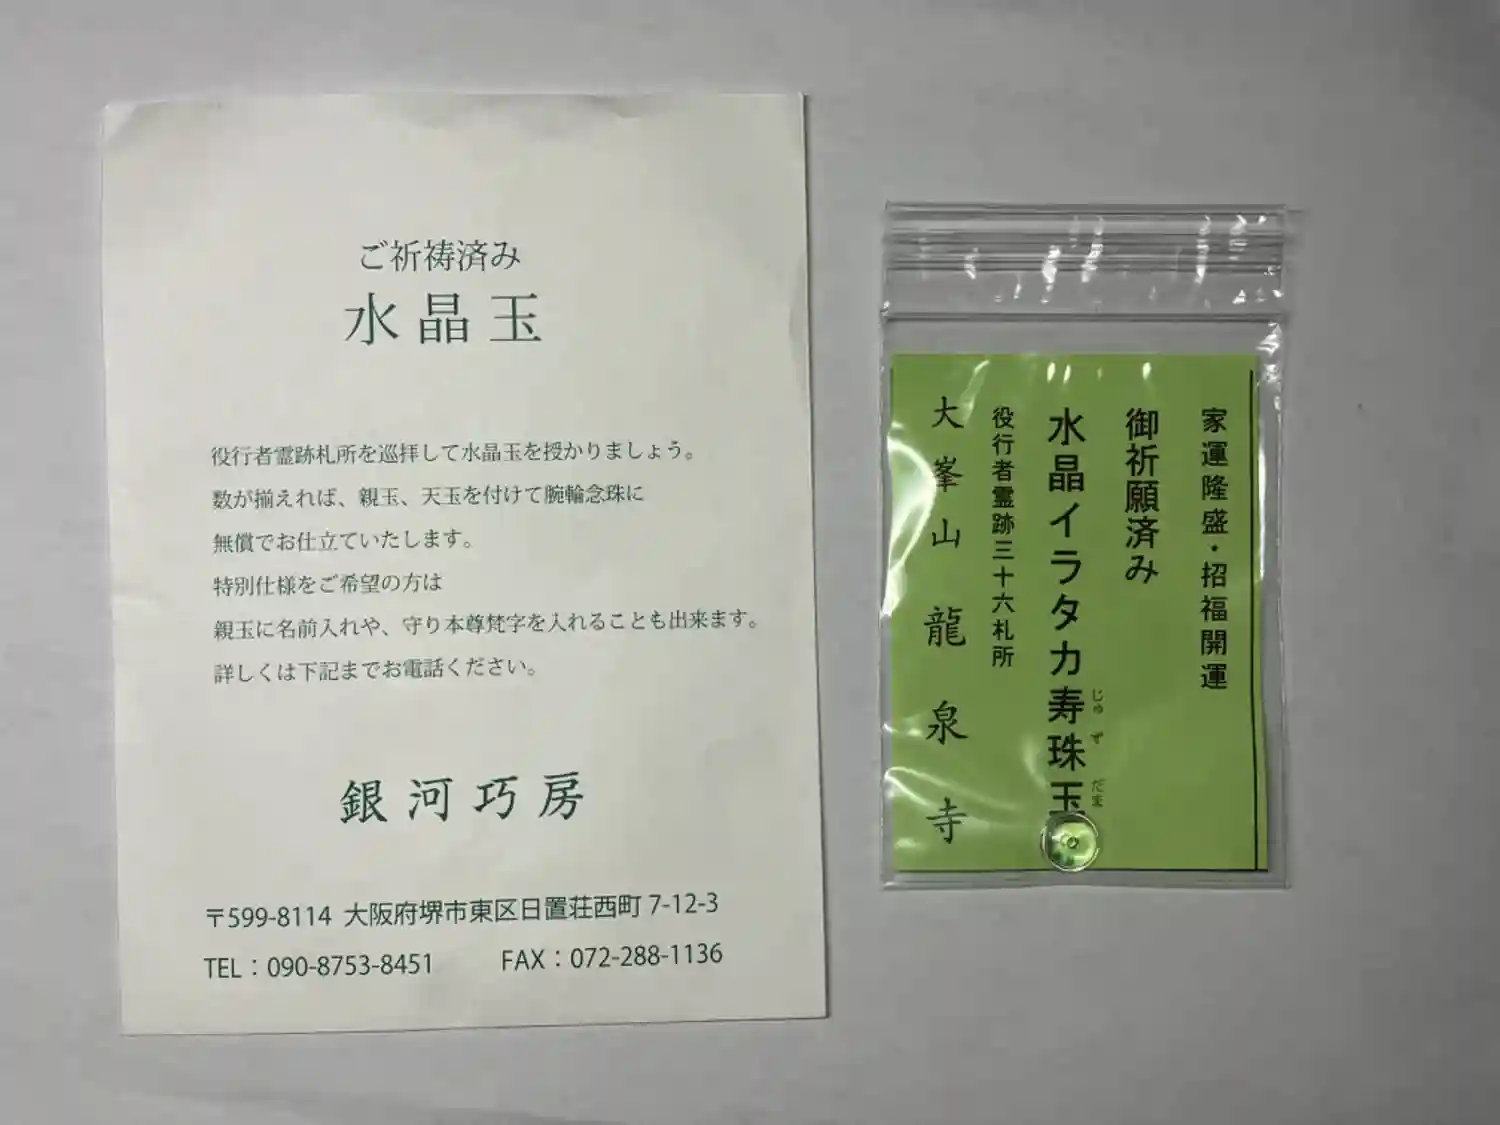 ご祈祷済み
水晶玉
役行者霊跡札所を巡拝して水晶玉を授かりましょう。
数が揃えれば、親玉、天玉を付けて腕輪念珠に
無償でお仕立ていたします。
特別仕様をご希望の方は
親玉に名前入れや、守り本尊梵字を入れることも出来ます。
詳しくは下記までお電話ください。
銀河巧房
〒599-8114 大阪府堺市東区日置荘西町 7-12-3
TEL：090-8753-8451 FAX：072-288-1136
家運隆盛・招福開運
御祈願済み
水晶イラタカ寿珠玉
じゅ ず だま
役行者霊跡三十六札所
大峯山龍泉寺